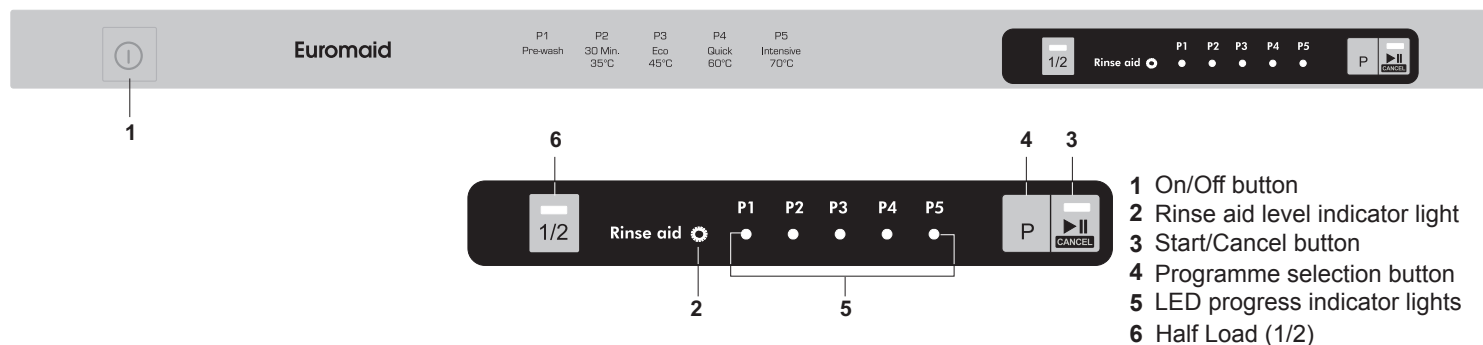 Euromaid
P1 P2 P3 P4 P5
Pre-wash 30 Min. Eco Quick Intensive
35°C 45°C 60°C 70°C
P1 P2 P3 P4 P5
1/2 Rinse aid P CANCEL
1
6 4 3
P1 P2 P3 P4 P5
1/2 Rinse aid P CANCEL
2 5
1 On/Off button
2 Rinse aid level indicator light
3 Start/Cancel button
4 Programme selection button
5 LED progress indicator lights
6 Half Load (1/2)